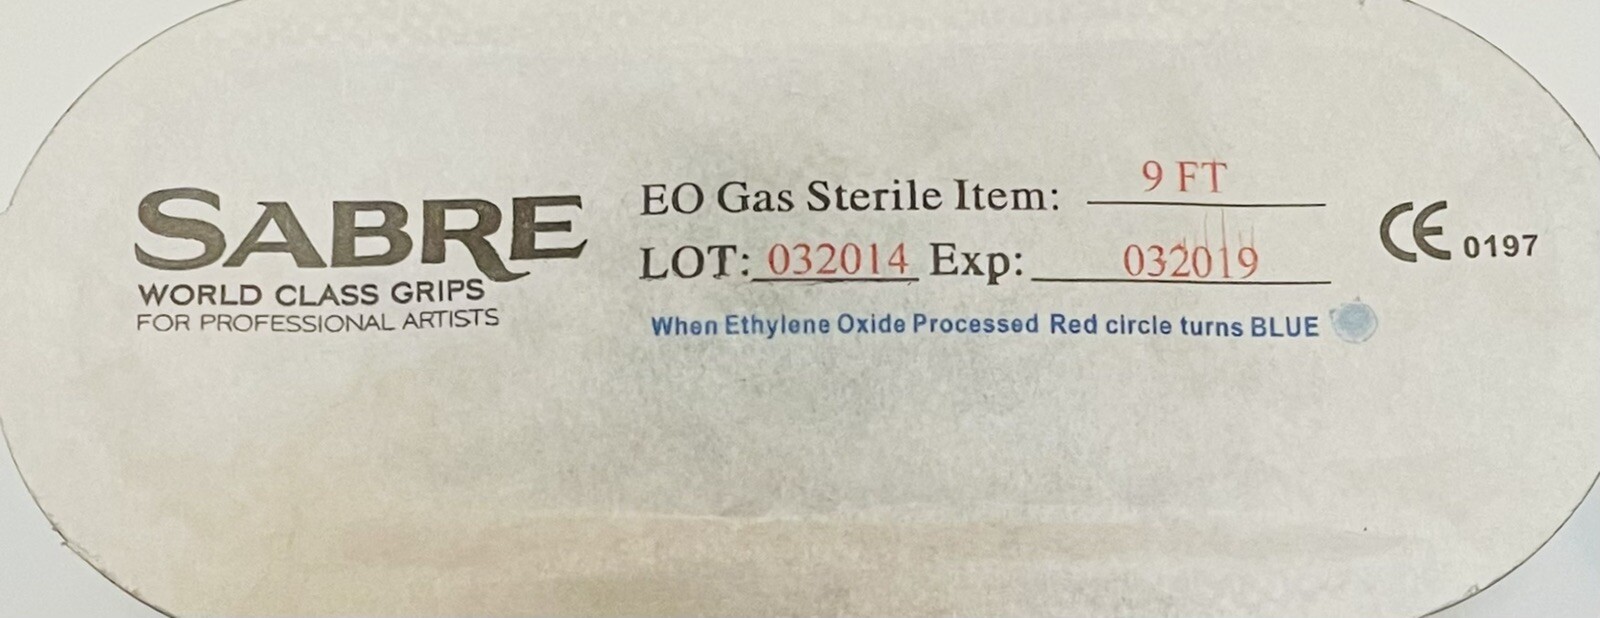 SABRE
WORLD CLASS GRIPS
FOR PROFESSIONAL ARTISTS
EO Gas Sterile Item: 9 FT
LOT: 032014 Exp: 032019
When Ethylene Oxide Processed Red circle turns BLUE
CE 0197